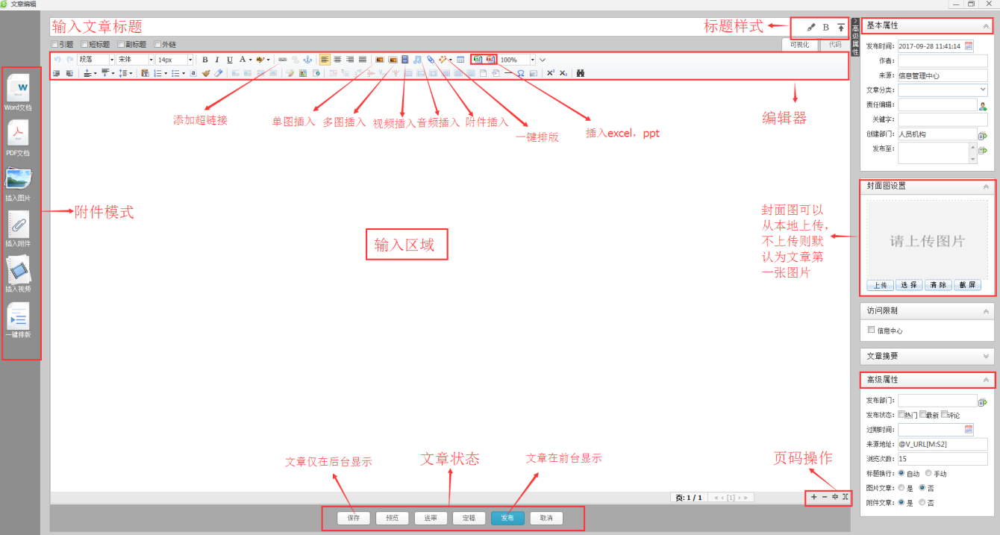 文章编辑
输入文章标题
标题样式
B
高级属性
引题 短标题 副标题 外链
可视化 代码
段落 宋体 14px B I U A 100%
X² X₂
添加超链接
单图插入
多图插入
视频插入
音频插入
附件插入
一键排版
插入excel，ppt
编辑器
Word文档
PDF文档
插入图片
插入附件
插入视频
一键排版
附件模式
输入区域
封面图可以
从本地上传，
不上传则默
认为文章第
一张图片
文章仅在后台显示
文章状态
文章在前台显示
页码操作
页: 1 / 1 « ‹ [1] › »
保存 预览 送审 定稿 发布 取消
基本属性
发布时间: 2017-09-28 11:41:14
作者:
来源: 信息管理中心
文章分类:
责任编辑:
关键字:
创建部门: 人员机构
发布至:
封面图设置
请上传图片
上传 选择 清除 截屏
访问限制
信息中心
文章摘要
高级属性
发布部门:
发布状态: 热门 最新 评论
过期时间:
来源地址: @V_URL[M:S2]
浏览次数: 15
标题换行: 自动 手动
图片文章: 是 否
附件文章: 是 否